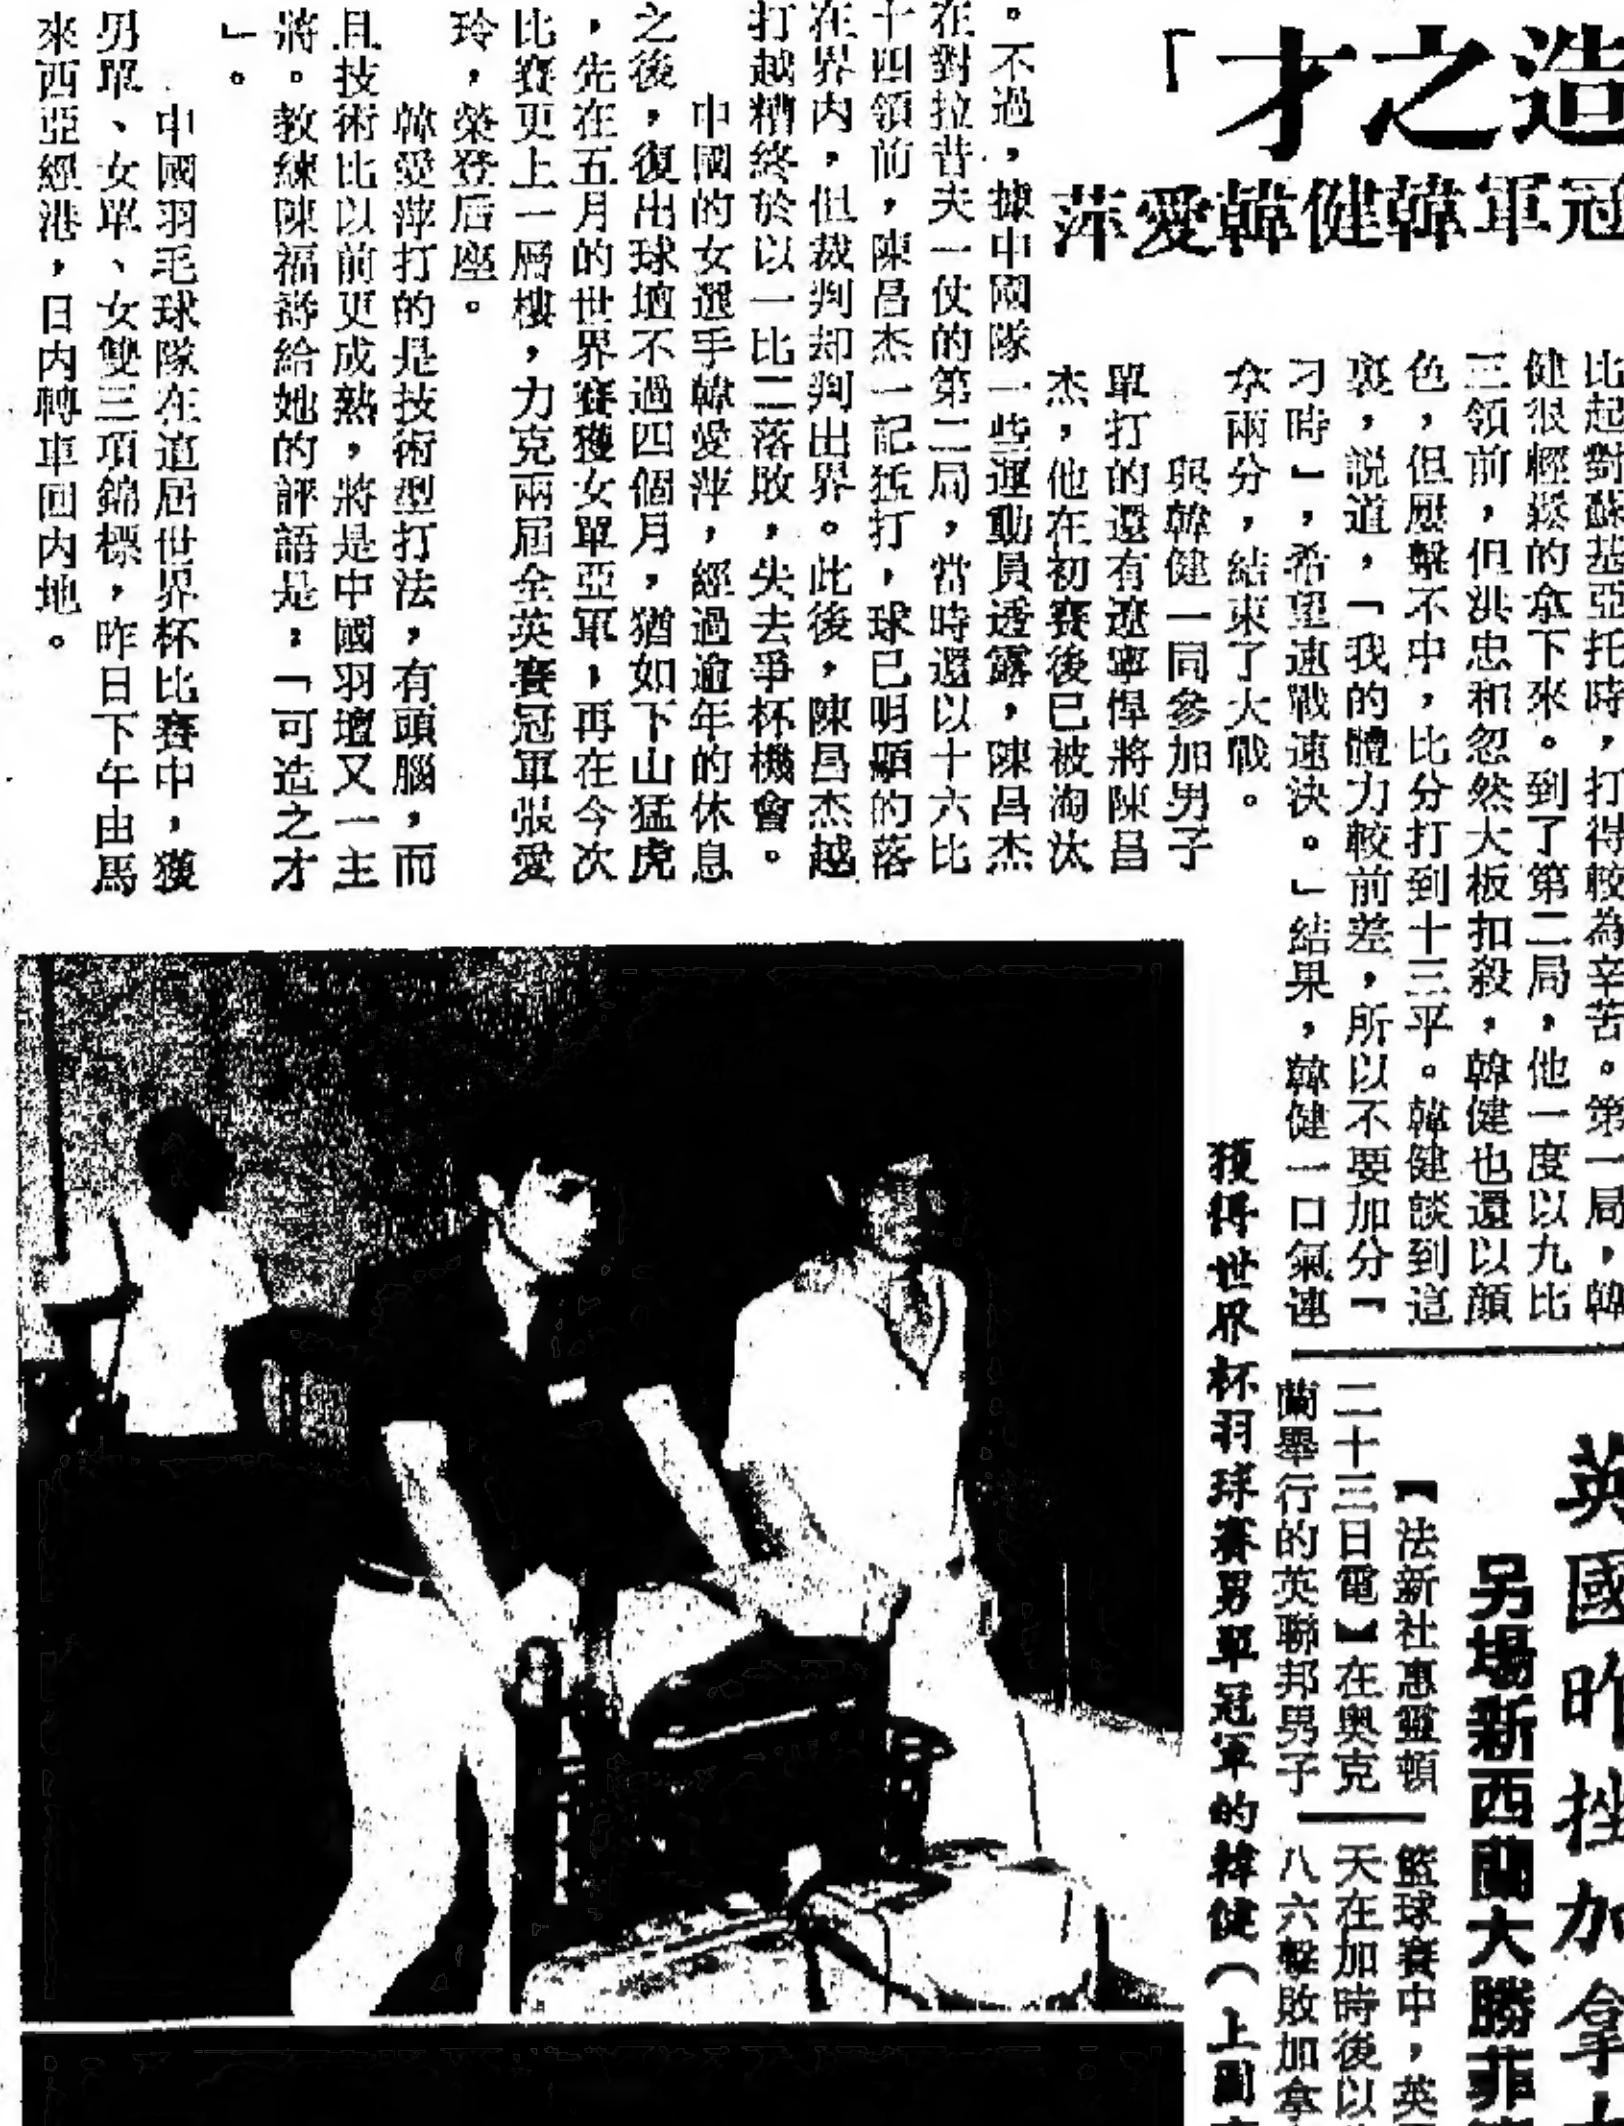 造之才「
冠軍韓健韓愛萍
比起對蘇基亞托時，打得較為辛苦。第一局，韓
健很輕鬆的拿下來。到了第二局，他一度以九比
三領前，但洪忠和忽然大板扣殺，韓健也還以顏
色，但屢擊不中，比分打到十三平。韓健談到這
裏，説道，「我的體力較前差，所以不要加分『
刁時』，希望速戰速決。」結果，韓健一口氣連
拿兩分，結束了大戰。
與韓健一同參加男子
單打的還有遼寧悍將陳昌
杰，他在初賽後已被淘汰
。不過，據中國隊一些運動員透露，陳昌杰
在對拉昔夫一仗的第二局，當時還以十六比
十四領前，陳昌杰一記猛打，球已明顯的落
在界内，但裁判却判出界。此後，陳昌杰越
打越糟終於以一比二落敗，失去爭杯機會。
中國的女選手韓愛萍，經過逾年的休息
之後，復出球壇不過四個月，猶如下山猛虎
，先在五月的世界賽獲女單亞軍，再在今次
比賽更上一層樓，力克兩屆全英賽冠軍張愛
玲，榮登后座。
韓愛萍打的是技術型打法，有頭腦，而
且技術比以前更成熟，將是中國羽壇又一主
將。教練陳福壽給她的評語是：「可造之才
」。
中國羽毛球隊在這屆世界杯比賽中，獲
男單、女單、女雙三項錦標，昨日下午由馬
來西亞經港，日内轉車回内地。
獲得世界杯羽球賽男單冠軍的韓健（上圖
英國昨挫加拿
另場新西蘭大勝菲
【法新社惠靈頓
二十三日電】在奥克
蘭舉行的英聯邦男子
籃球賽中，英
天在加時後以
八六擊敗加拿